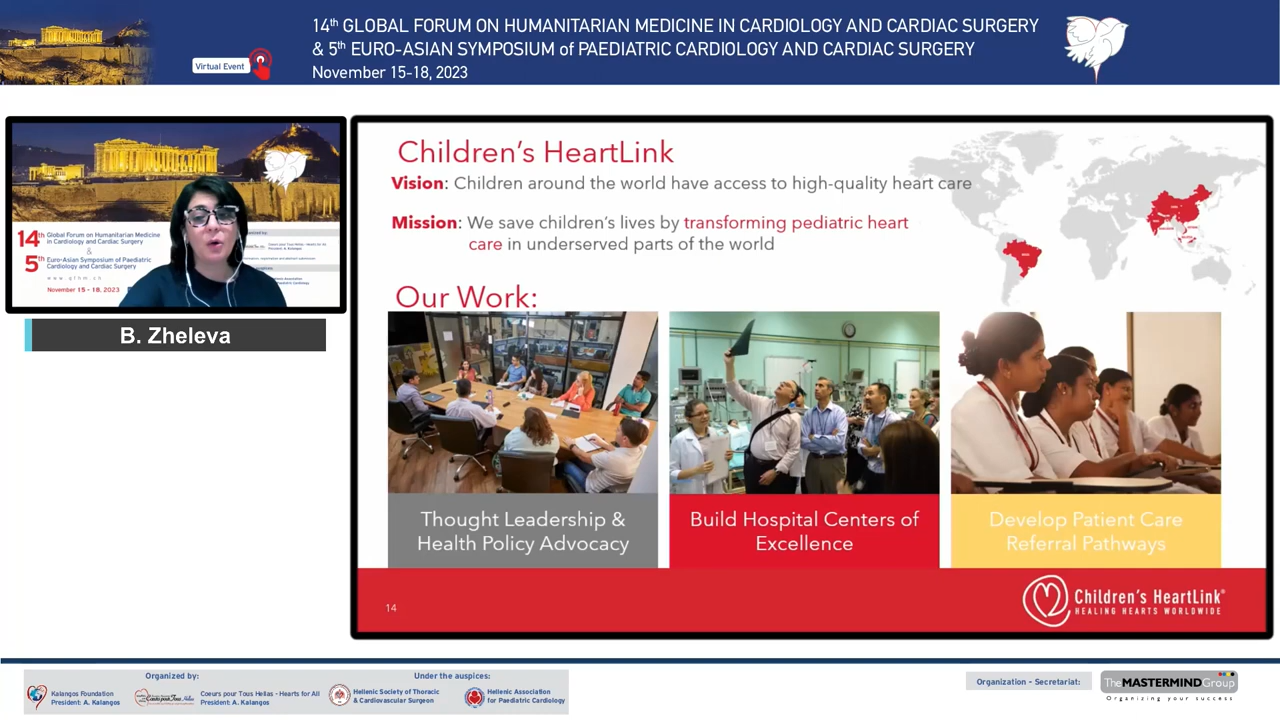 14th GLOBAL FORUM ON HUMANITARIAN MEDICINE IN CARDIOLOGY AND CARDIAC SURGERY
& 5th EURO-ASIAN SYMPOSIUM of PAEDIATRIC CARDIOLOGY AND CARDIAC SURGERY
November 15-18, 2023
Virtual Event
14th Global Forum on Humanitarian Medicine
in Cardiology and Cardiac Surgery
&
5th Euro-Asian Symposium of Paediatric
Cardiology and Cardiac Surgery
November 15 - 18, 2023
B. Zheleva
Children's HeartLink
Vision: Children around the world have access to high-quality heart care
Mission: We save children's lives by transforming pediatric heart
care in underserved parts of the world
Our Work:
Thought Leadership &
Health Policy Advocacy
Build Hospital Centers of
Excellence
Develop Patient Care
Referral Pathways
14
Children's HeartLink®
HEALING HEARTS WORLDWIDE
Organized by:
Kalangos Foundation
President: A. Kalangos
Coeurs pour Tous Hellas - Hearts for All
President: A. Kalangos
Under the auspices:
Hellenic Society of Thoracic
& Cardiovascular Surgeon
Hellenic Association
for Paediatric Cardiology
Organization - Secretariat:
The MASTERMIND Group
Organizing your success